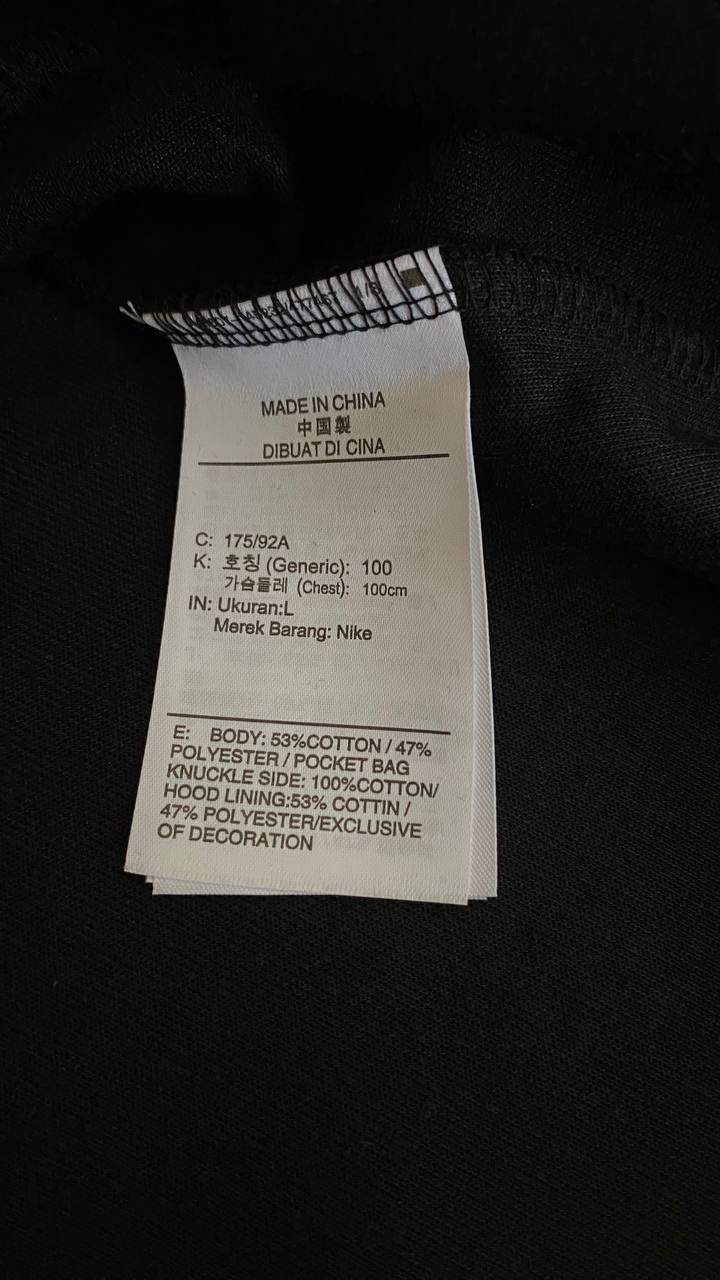 MADE IN CHINA
中国製
DIBUAT DI CINA
C: 175/92A
K: 호칭 (Generic): 100
가슴둘레 (Chest): 100cm
IN: Ukuran:L
Merek Barang: Nike
E: BODY: 53%COTTON / 47%
POLYESTER / POCKET BAG
KNUCKLE SIDE: 100%COTTON/
HOOD LINING:53% COTTIN /
47% POLYESTER/EXCLUSIVE
OF DECORATION